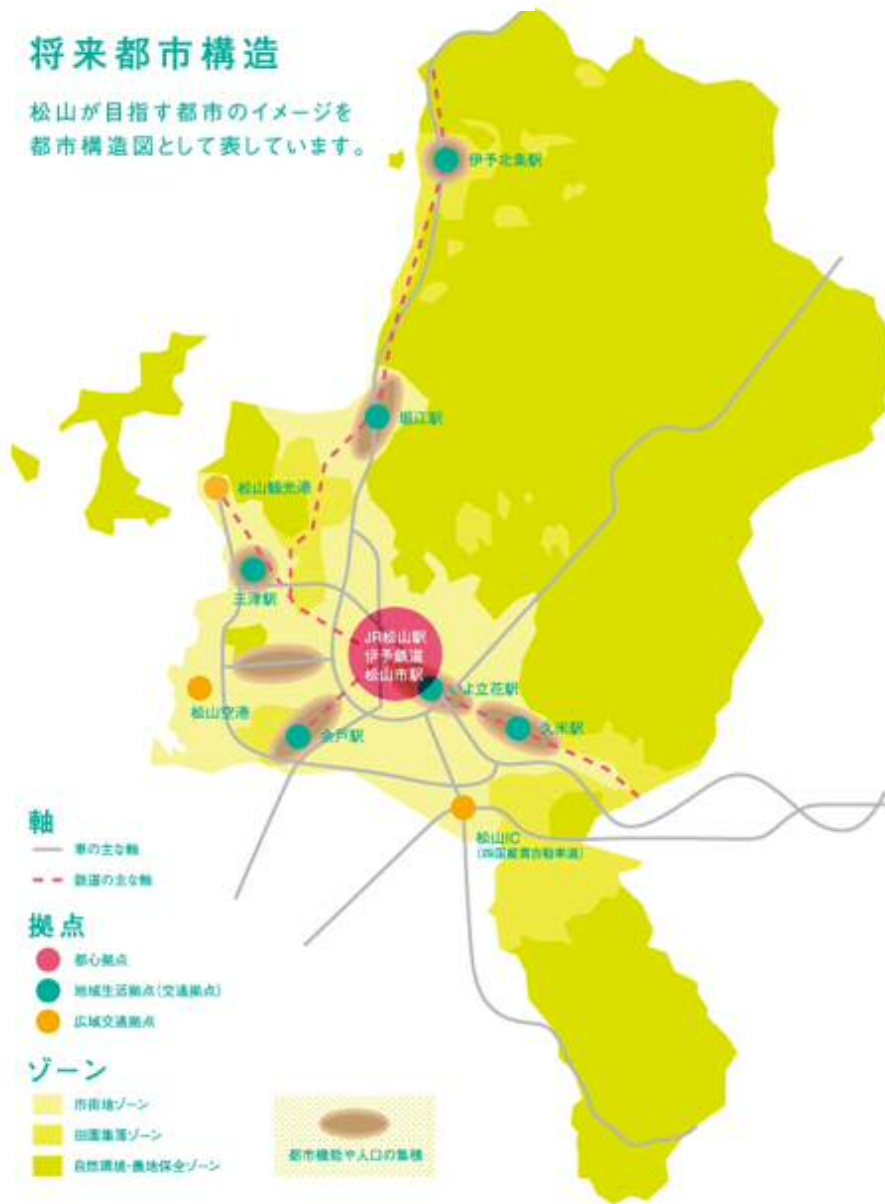 将来都市構造
松山が目指す都市のイメージを
都市構造図として表しています。
伊予北条駅
堀江駅
松山観光港
三津駅
JR松山駅
伊予鉄道
松山市駅
いよ立花駅
久米駅
松山空港
余戸駅
松山IC
(四国縦貫自動車道)
軸
車の主な軸
鉄道の主な軸
拠点
都心拠点
地域生活拠点(交通拠点)
広域交通拠点
ゾーン
市街地ゾーン
田園集落ゾーン
自然環境・農地保全ゾーン
都市機能や人口の集積